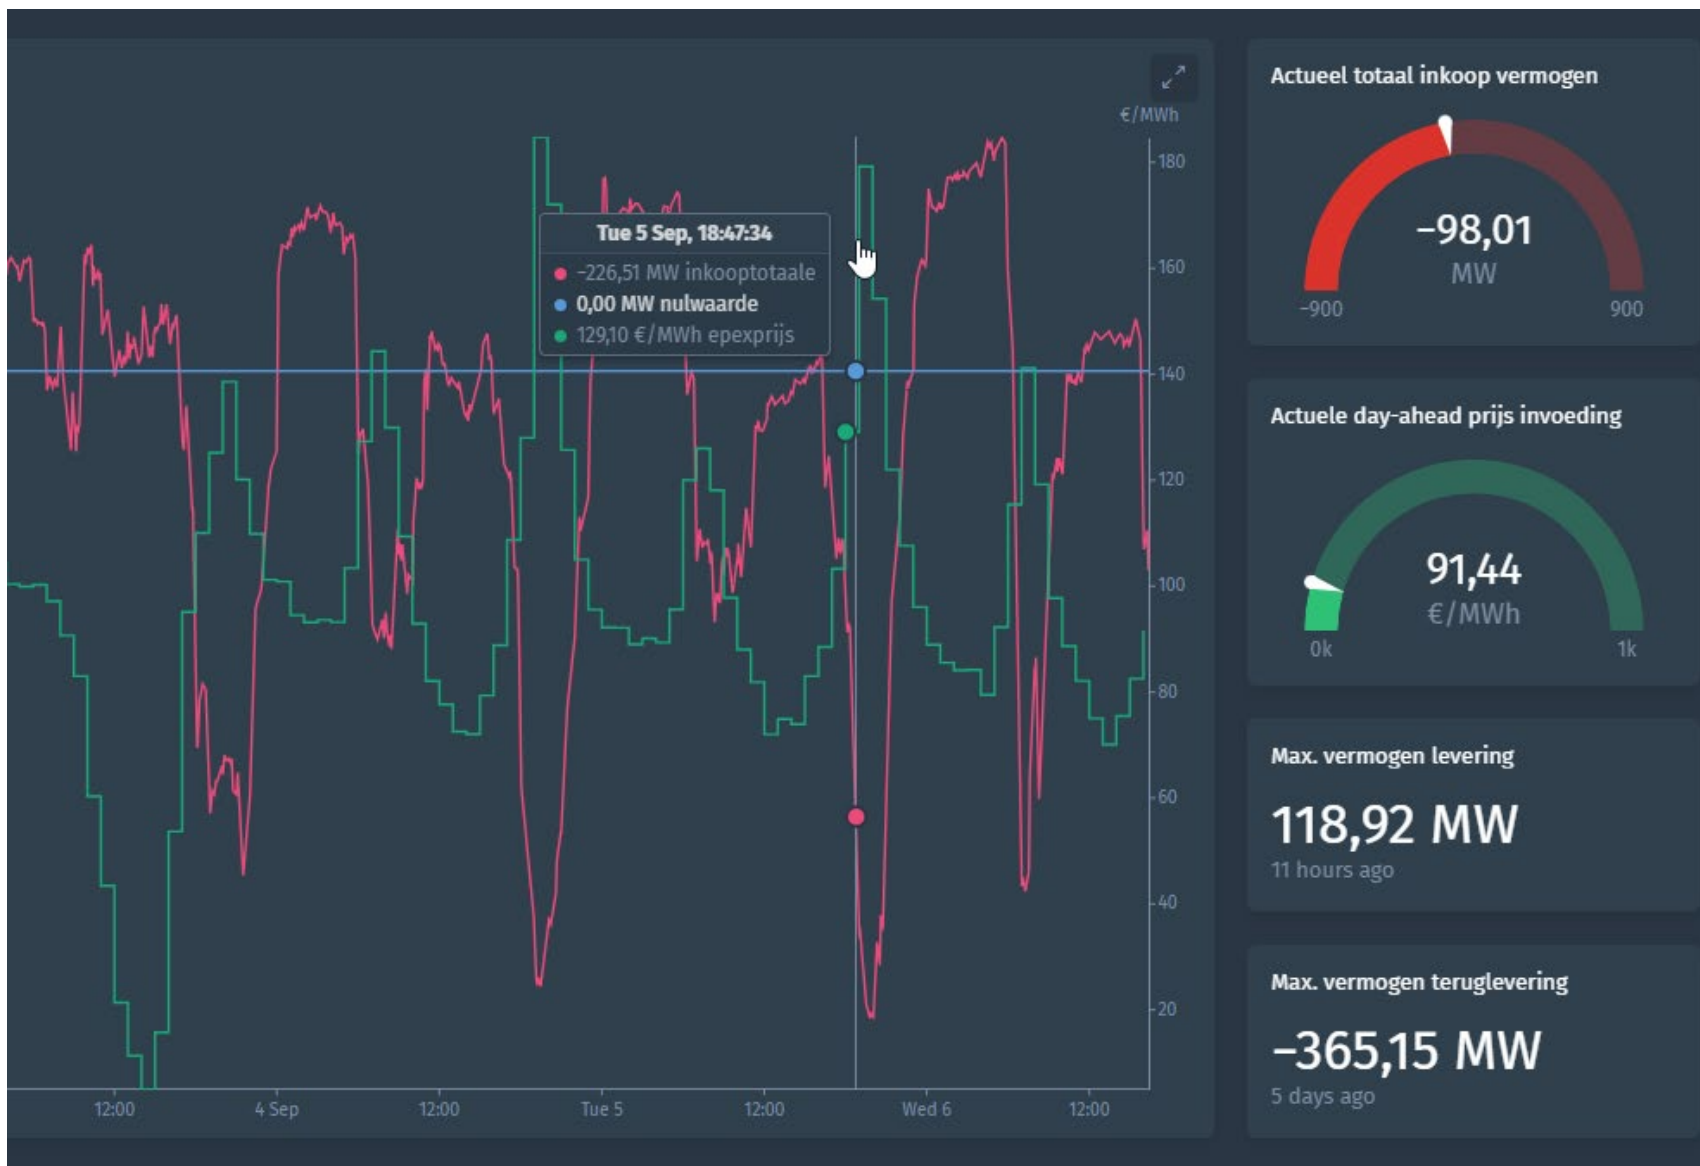 €/MWh
180
160
140
120
100
80
60
40
20
Tue 5 Sep, 18:47:34
-226,51 MW inkooptotaale
0,00 MW nulwaarde
129,10 €/MWh epexprijs
12:00
4 Sep
12:00
Tue 5
12:00
Wed 6
12:00
Actueel totaal inkoop vermogen
-98,01
MW
-900
900
Actuele day-ahead prijs invoeding
91,44
€/MWh
0k
1k
Max. vermogen levering
118,92 MW
11 hours ago
Max. vermogen teruglevering
-365,15 MW
5 days ago